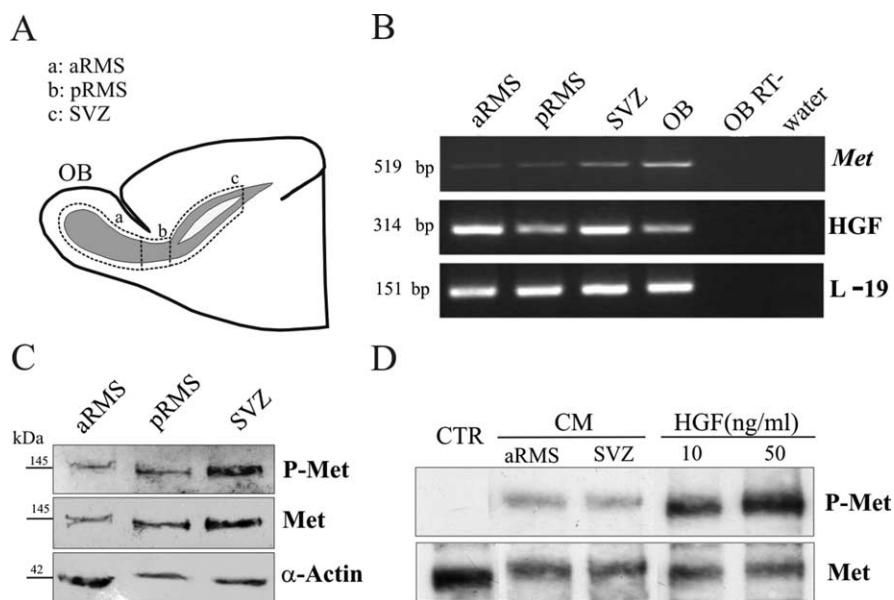 A
a: aRMS
b: pRMS
c: SVZ
OB
a
b
c
B
aRMS pRMS SVZ OB OB RT- water
519 bp Met
314 bp HGF
151 bp L -19
C
aRMS pRMS SVZ
kDa
145 P-Met
145 Met
42 α-Actin
D
CTR CM HGF(ng/ml)
aRMS SVZ 10 50
P-Met
Met